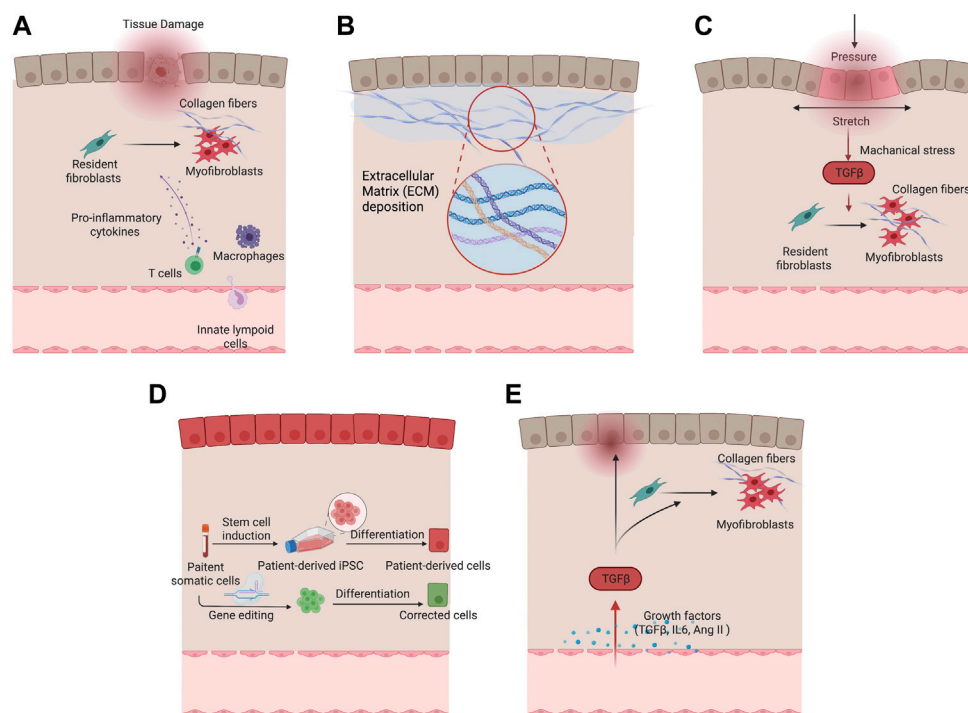 A
Tissue Damage
Collagen fibers
Resident
fibroblasts
Myofibroblasts
Pro-inflammatory
cytokines
Macrophages
T cells
Innate lympoid
cells
B
Extracellular
Matrix (ECM)
deposition
C
Pressure
Stretch
Machanical stress
TGFβ
Collagen fibers
Resident
fibroblasts
Myofibroblasts
D
Stem cell
induction
Differentiation
Paitent
somatic cells
Patient-derived iPSC
Patient-derived cells
Gene editing
Differentiation
Corrected cells
E
Collagen fibers
Myofibroblasts
TGFβ
Growth factors
(TGFβ, IL6, Ang II )